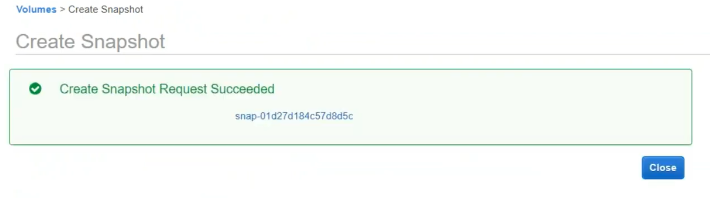 Volumes > Create Snapshot
Create Snapshot
Create Snapshot Request Succeeded
snap-01d27d184c57d8d5c
Close